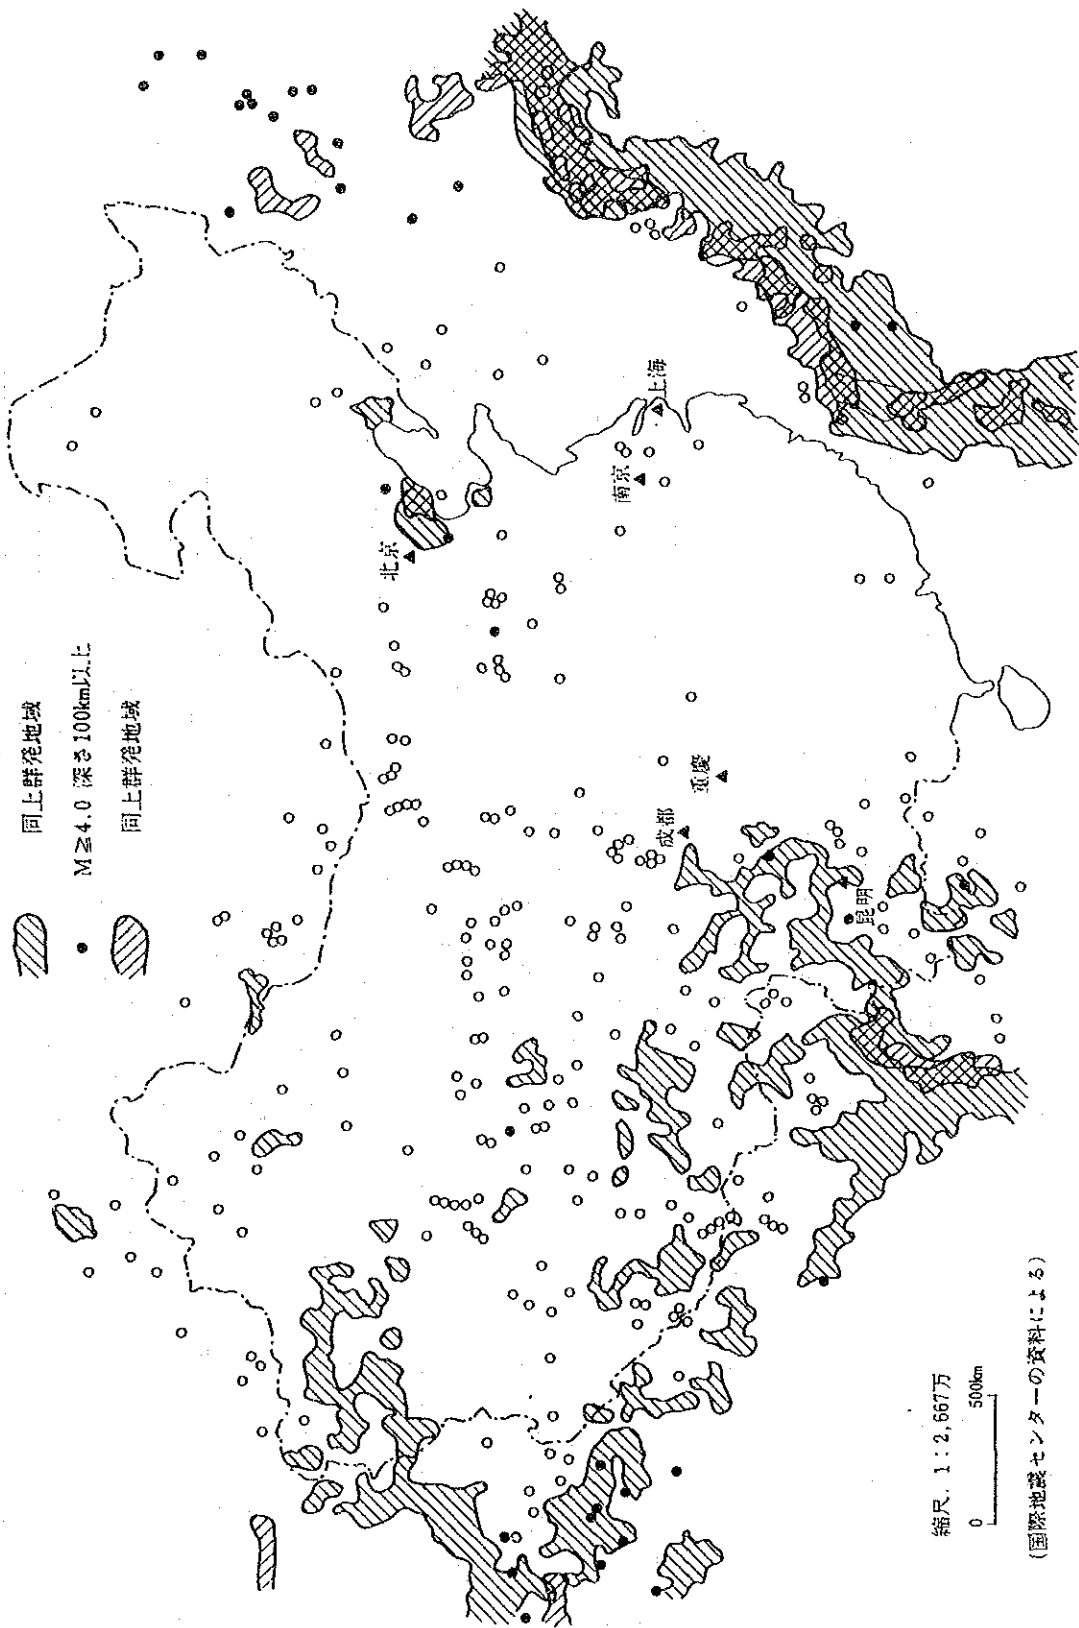 同上群発地域
M≧4.0 深さ100km以上
同上群発地域
北京
上海
南京
重慶
成都
昆明
縮尺. 1:2,667万
0 500km
(国際地震センターの資料による)